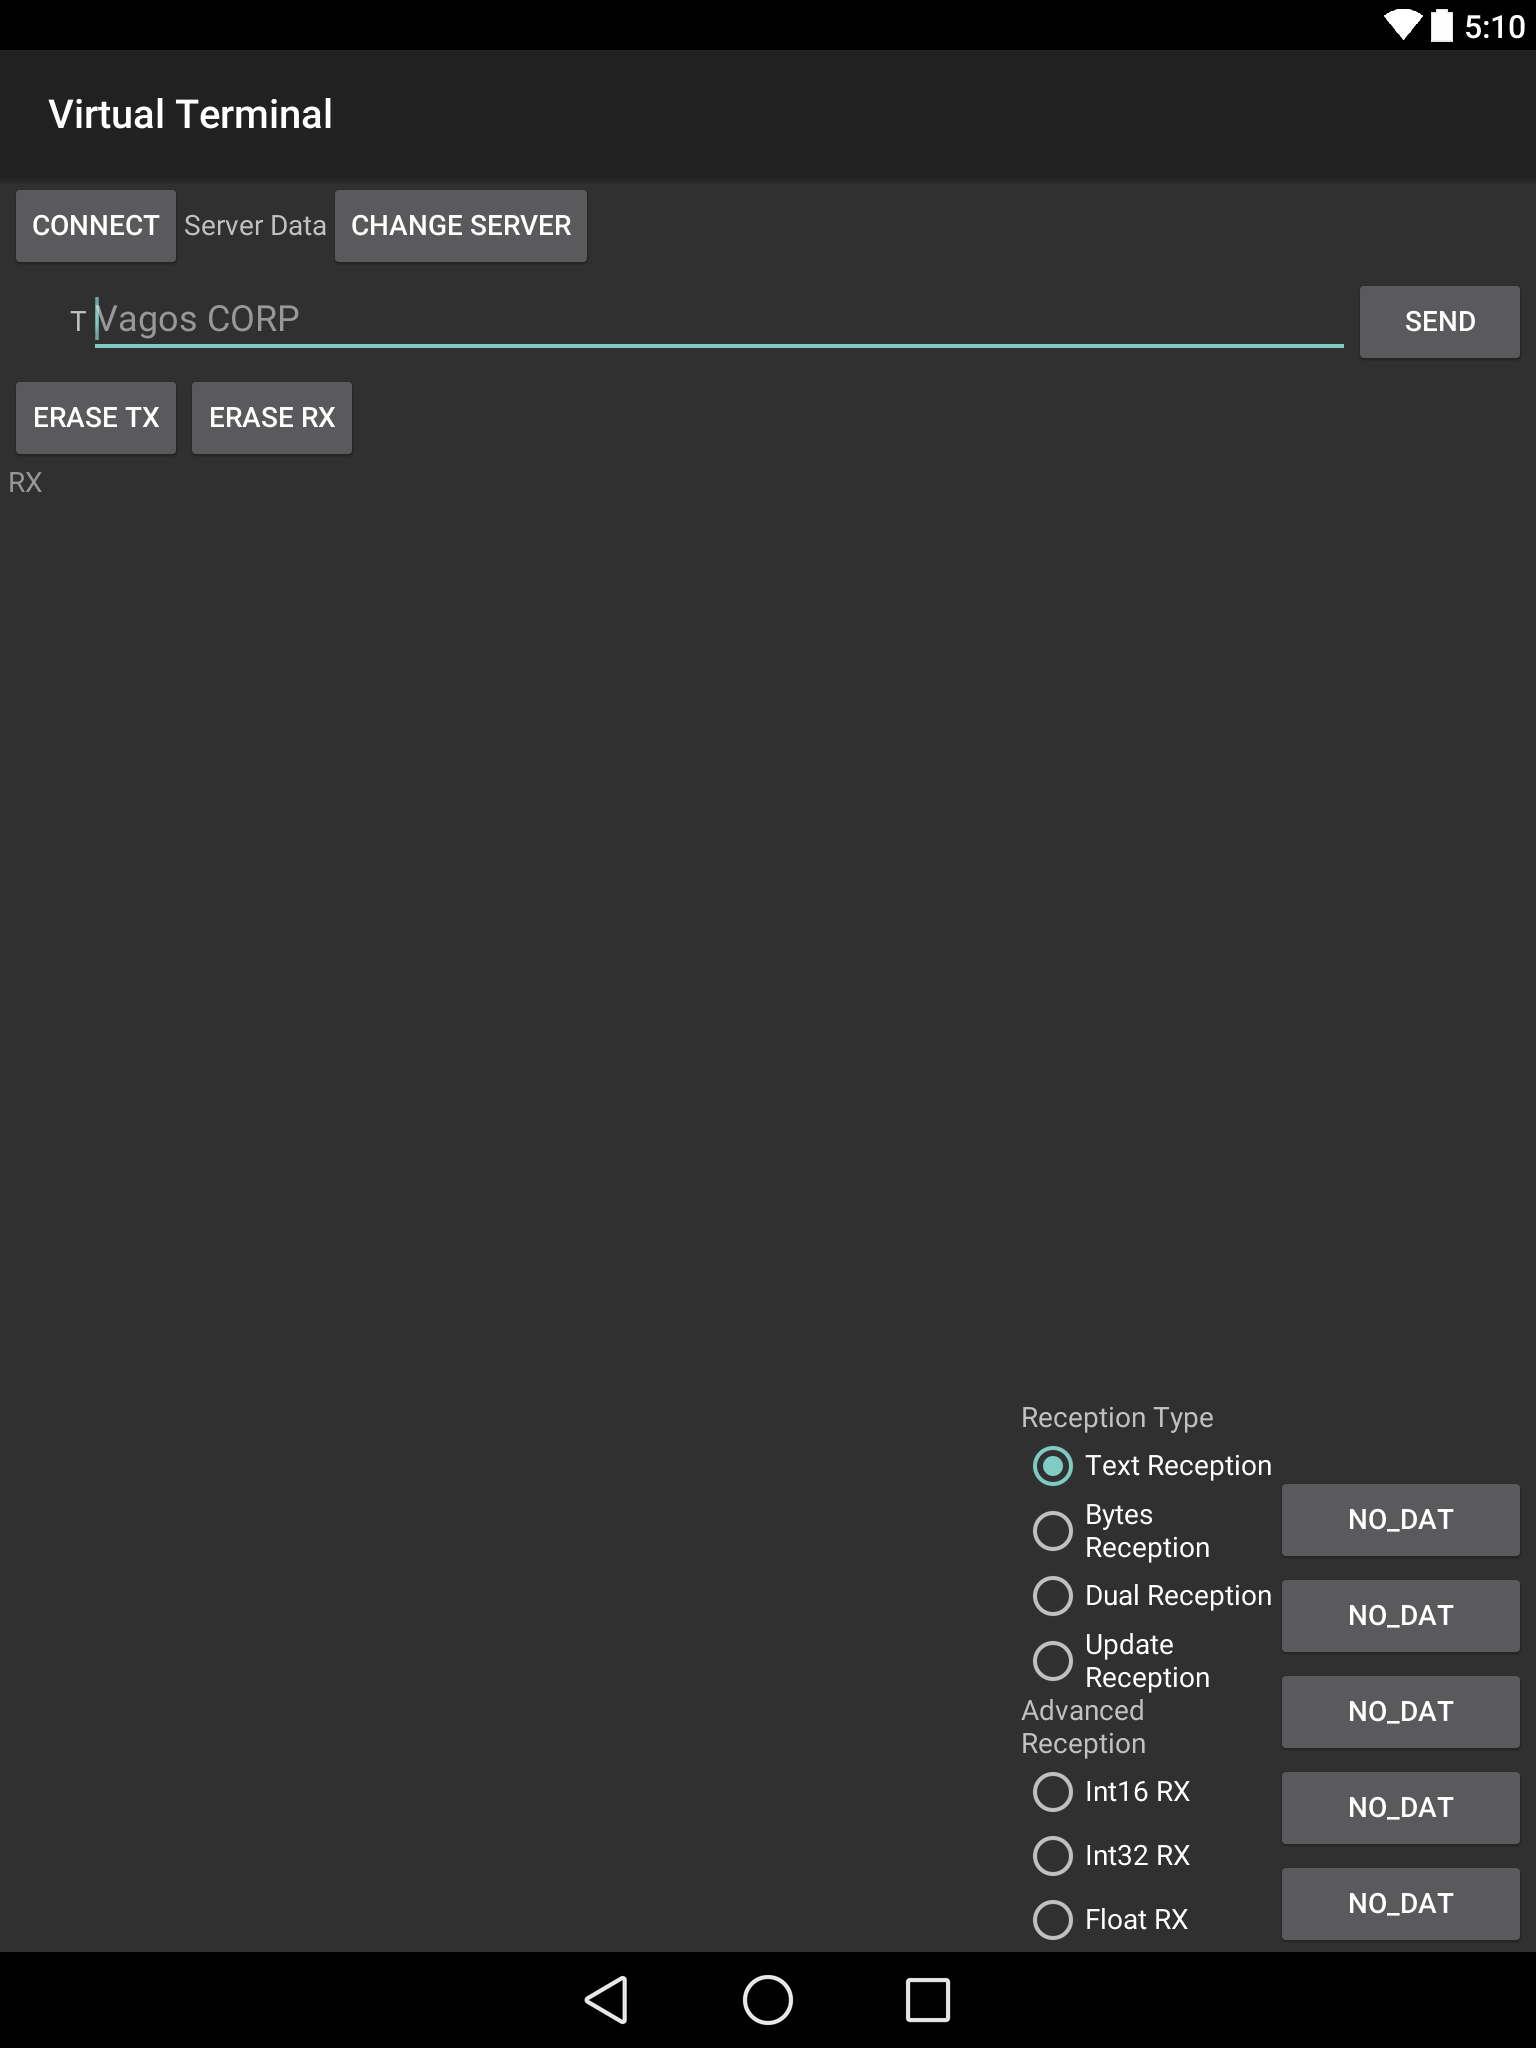 5:10
Virtual Terminal
CONNECT Server Data CHANGE SERVER
T Vagos CORP SEND
ERASE TX ERASE RX
RX
Reception Type
Text Reception
Bytes
Reception
NO_DAT
Dual Reception
NO_DAT
Update
Reception
Advanced
Reception
NO_DAT
Int16 RX
NO_DAT
Int32 RX
Float RX
NO_DAT